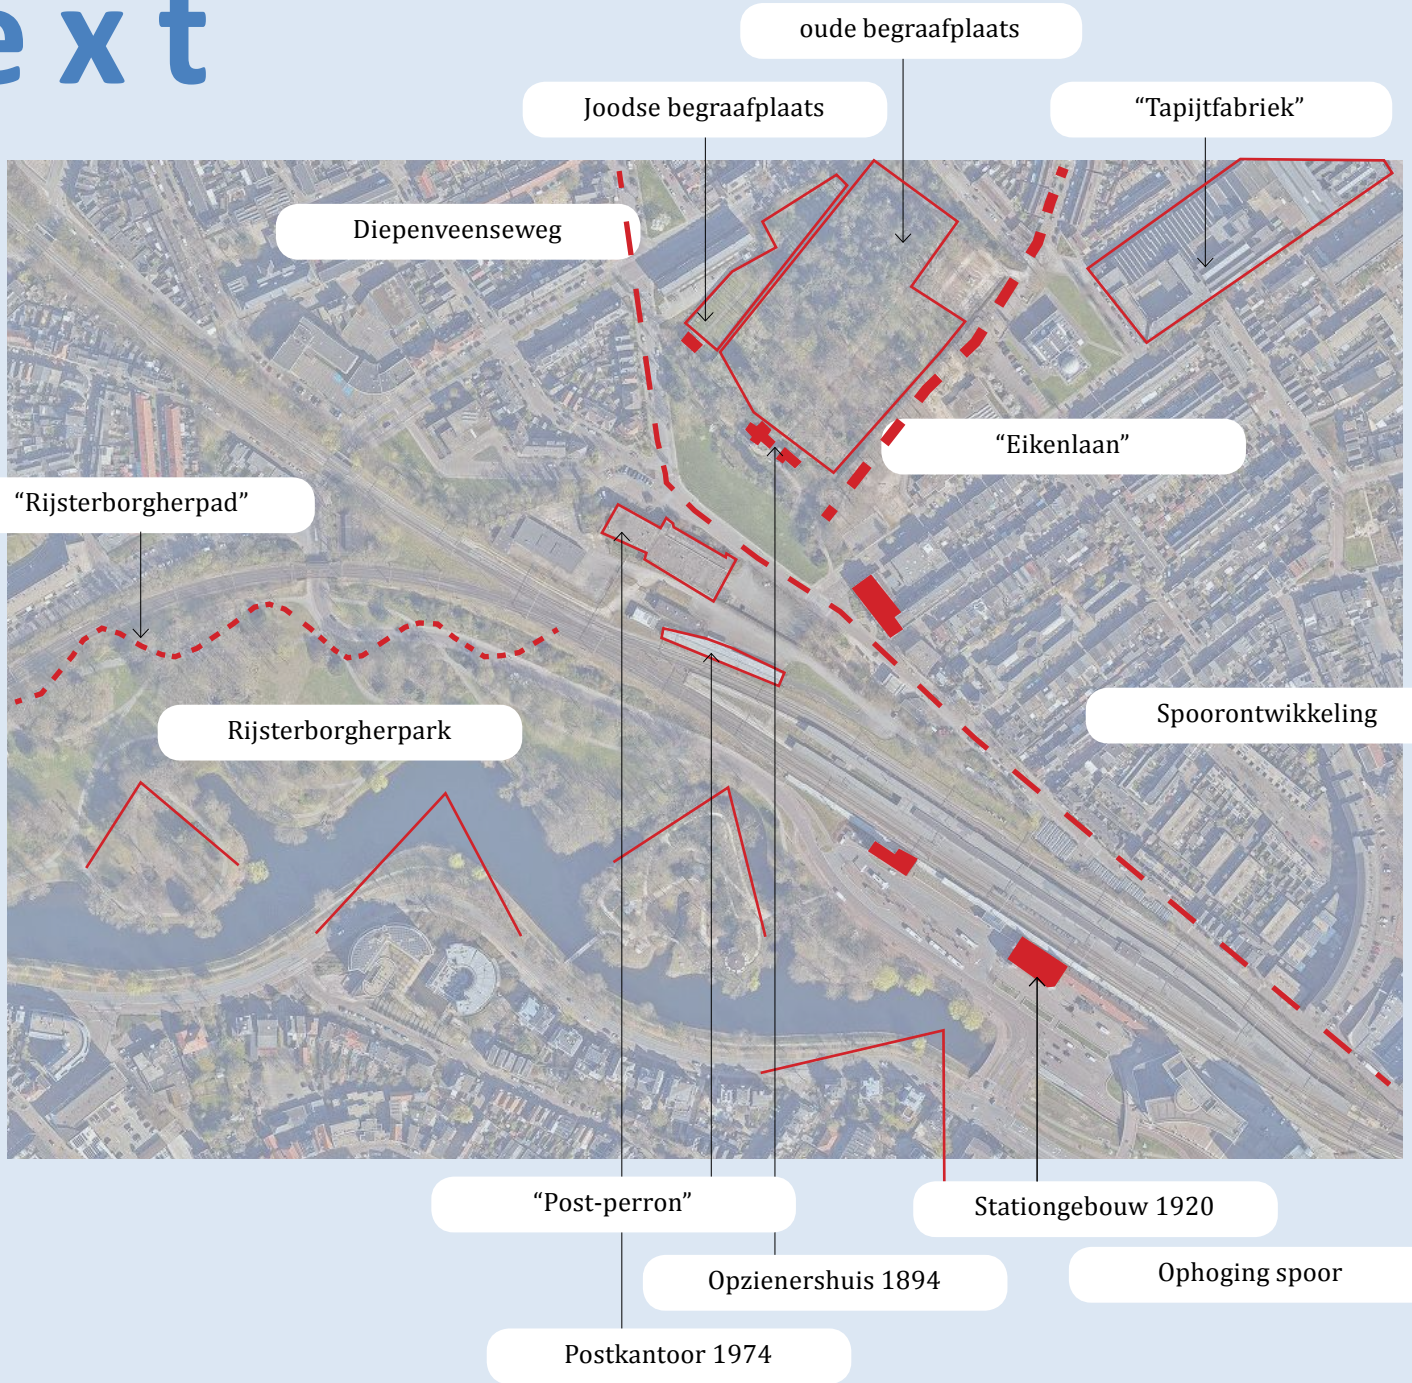 ext
oude begraafplaats
Joodse begraafplaats
“Tapijtfabriek”
Diepenveenseweg
“Eikenlaan”
“Rijsterborgherpad”
Spoorontwikkeling
Rijsterborgherpark
“Post-perron”
Stationgebouw 1920
Ophoging spoor
Opzienershuis 1894
Postkantoor 1974